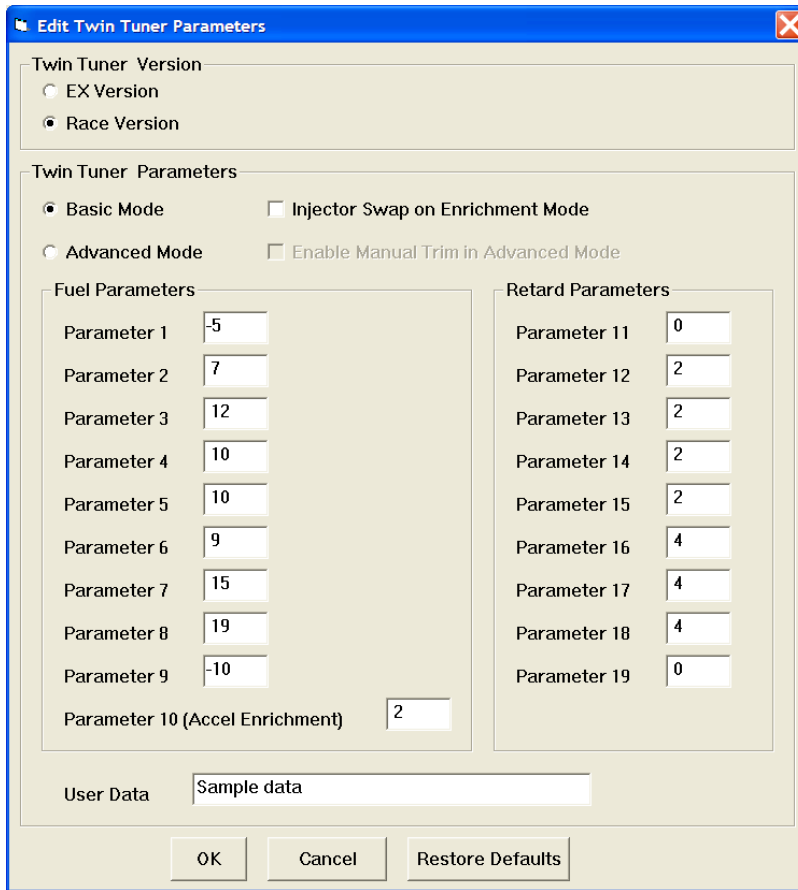 Edit Twin Tuner Parameters
Twin Tuner Version
EX Version
Race Version
Twin Tuner Parameters
Basic Mode
Injector Swap on Enrichment Mode
Advanced Mode
Enable Manual Trim in Advanced Mode
Fuel Parameters
Parameter 1 -5
Parameter 2 7
Parameter 3 12
Parameter 4 10
Parameter 5 10
Parameter 6 9
Parameter 7 15
Parameter 8 19
Parameter 9 -10
Parameter 10 (Accel Enrichment) 2
Retard Parameters
Parameter 11 0
Parameter 12 2
Parameter 13 2
Parameter 14 2
Parameter 15 2
Parameter 16 4
Parameter 17 4
Parameter 18 4
Parameter 19 0
User Data Sample data
OK Cancel Restore Defaults